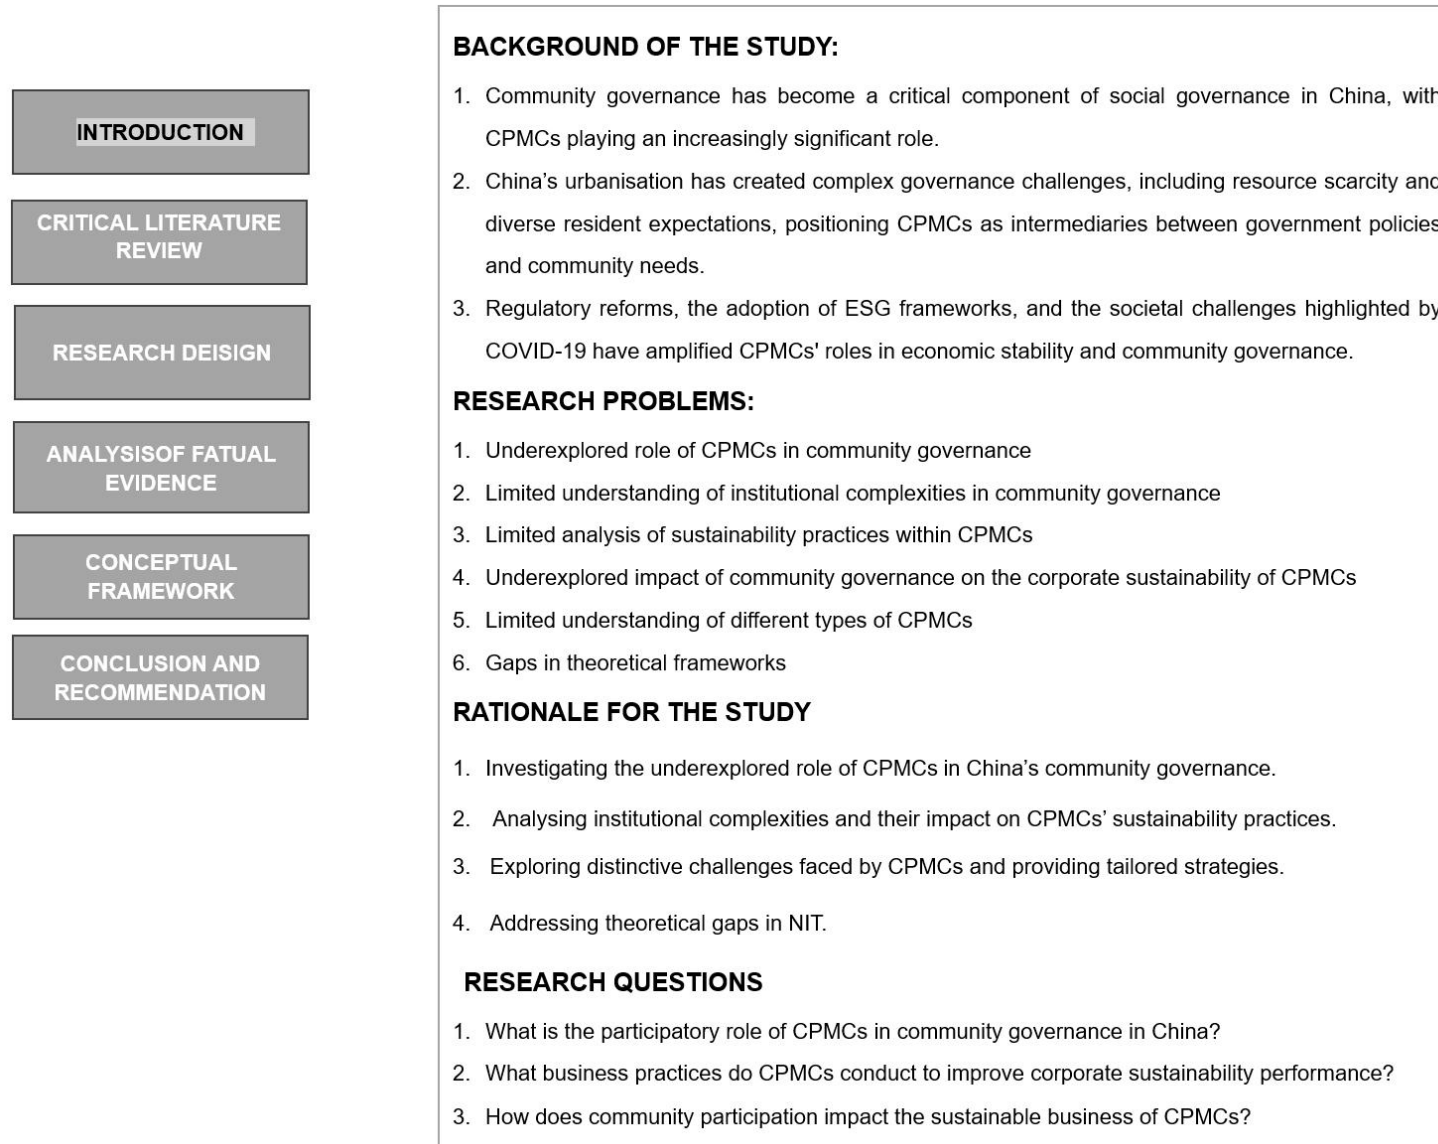 INTRODUCTION
CRITICAL LITERATURE
REVIEW
RESEARCH DEISIGN
ANALYSISOF FATUAL
EVIDENCE
CONCEPTUAL
FRAMEWORK
CONCLUSION AND
RECOMMENDATION
BACKGROUND OF THE STUDY:
1. Community governance has become a critical component of social governance in China, with
CPMCs playing an increasingly significant role.
2. China’s urbanisation has created complex governance challenges, including resource scarcity and
diverse resident expectations, positioning CPMCs as intermediaries between government policies
and community needs.
3. Regulatory reforms, the adoption of ESG frameworks, and the societal challenges highlighted by
COVID-19 have amplified CPMCs' roles in economic stability and community governance.
RESEARCH PROBLEMS:
1. Underexplored role of CPMCs in community governance
2. Limited understanding of institutional complexities in community governance
3. Limited analysis of sustainability practices within CPMCs
4. Underexplored impact of community governance on the corporate sustainability of CPMCs
5. Limited understanding of different types of CPMCs
6. Gaps in theoretical frameworks
RATIONALE FOR THE STUDY
1. Investigating the underexplored role of CPMCs in China’s community governance.
2. Analysing institutional complexities and their impact on CPMCs’ sustainability practices.
3. Exploring distinctive challenges faced by CPMCs and providing tailored strategies.
4. Addressing theoretical gaps in NIT.
RESEARCH QUESTIONS
1. What is the participatory role of CPMCs in community governance in China?
2. What business practices do CPMCs conduct to improve corporate sustainability performance?
3. How does community participation impact the sustainable business of CPMCs?